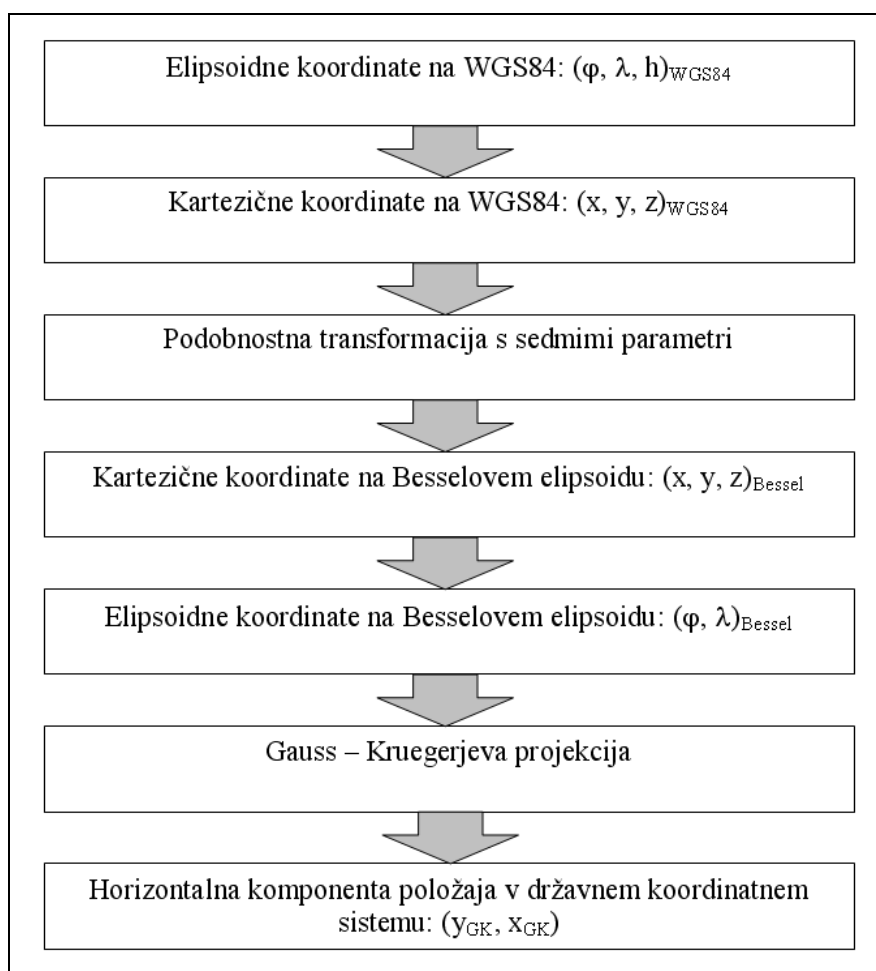 Elipsoidne koordinate na WGS84: (φ, λ, h)WGS84
Kartezične koordinate na WGS84: (x, y, z)WGS84
Podobnostna transformacija s sedmimi parametri
Kartezične koordinate na Besselovem elipsoidu: (x, y, z)Bessel
Elipsoidne koordinate na Besselovem elipsoidu: (φ, λ)Bessel
Gauss – Kruegerjeva projekcija
Horizontalna komponenta položaja v državnem koordinatnem
sistemu: (yGK, xGK)